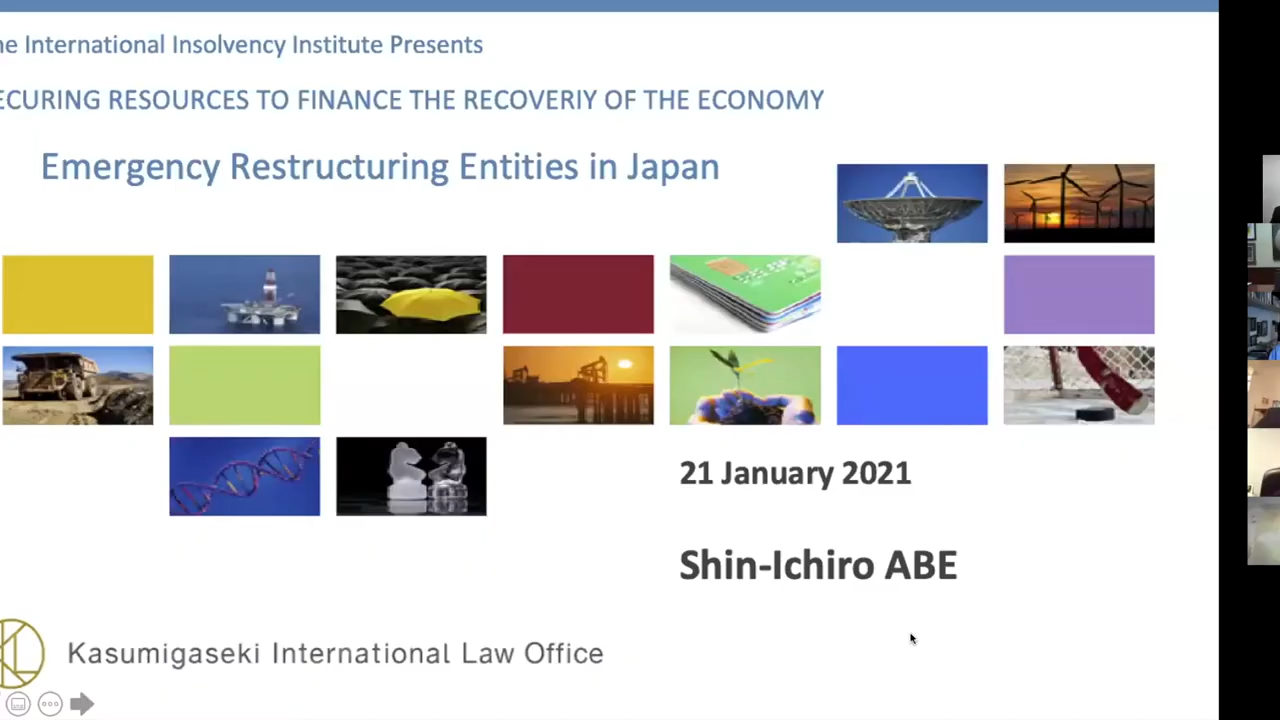 he International Insolvency Institute Presents
ECURING RESOURCES TO FINANCE THE RECOVERIY OF THE ECONOMY
Emergency Restructuring Entities in Japan
21 January 2021
Shin-Ichiro ABE
Kasumigaseki International Law Office